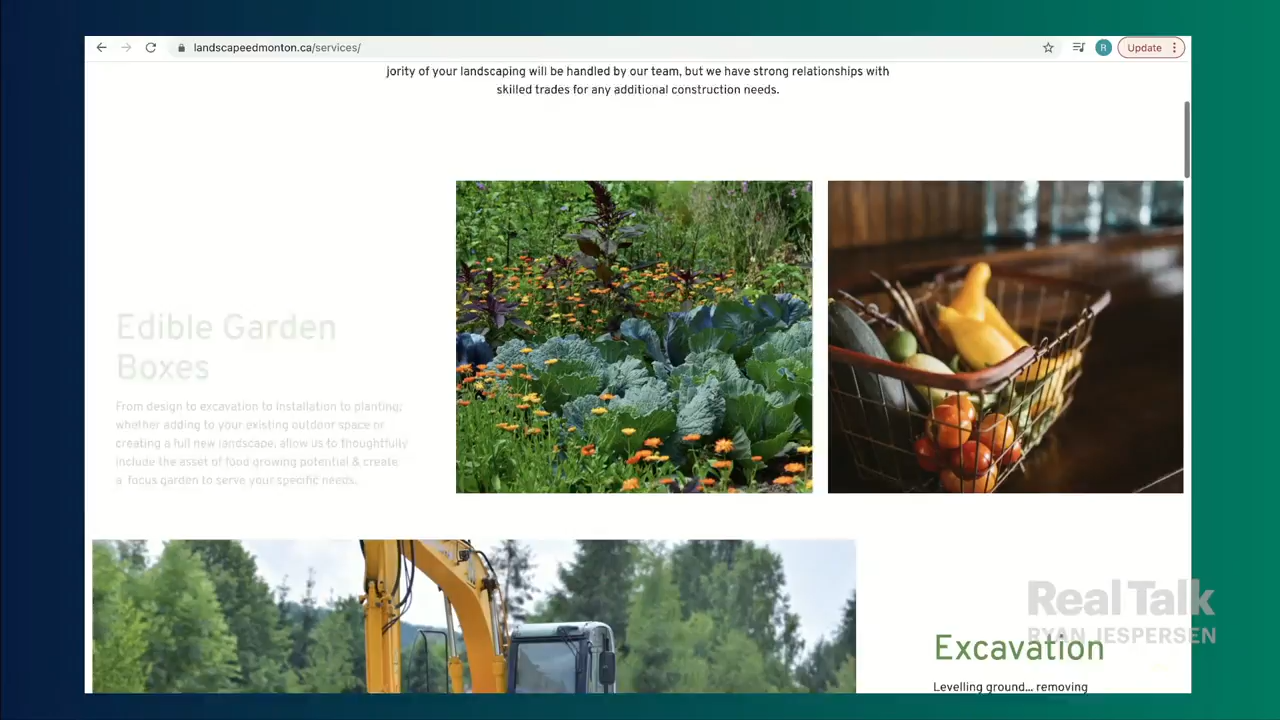 landscapeedmonton.ca/services/
R
Update
jority of your landscaping will be handled by our team, but we have strong relationships with
skilled trades for any additional construction needs.
Edible Garden
Boxes
From design to excavation to installation to planting;
whether adding to your existing outdoor space or
creating a full new landscape, allow us to thoughtfully
include the asset of food growing potential & create
a focus garden to serve your specific needs.
Real Talk
RYAN JESPERSEN
Excavation
Levelling ground... removing